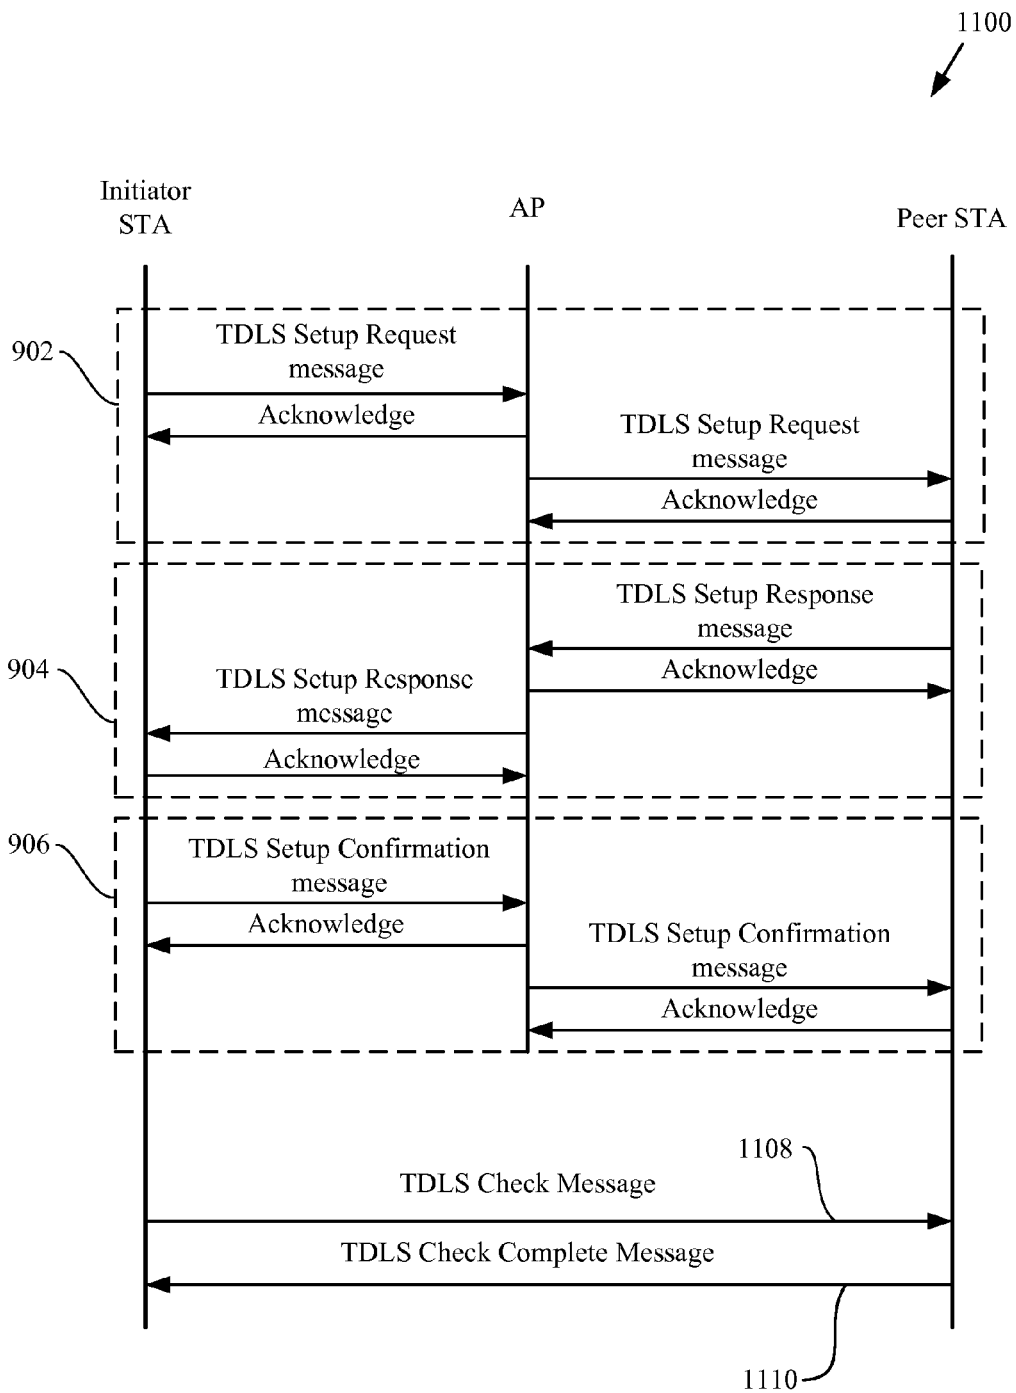 1100
Initiator
STA
AP
Peer STA
902
TDLS Setup Request
message
Acknowledge
TDLS Setup Request
message
Acknowledge
904
TDLS Setup Response
message
Acknowledge
TDLS Setup Response
message
Acknowledge
906
TDLS Setup Confirmation
message
Acknowledge
TDLS Setup Confirmation
message
Acknowledge
1108
TDLS Check Message
TDLS Check Complete Message
1110